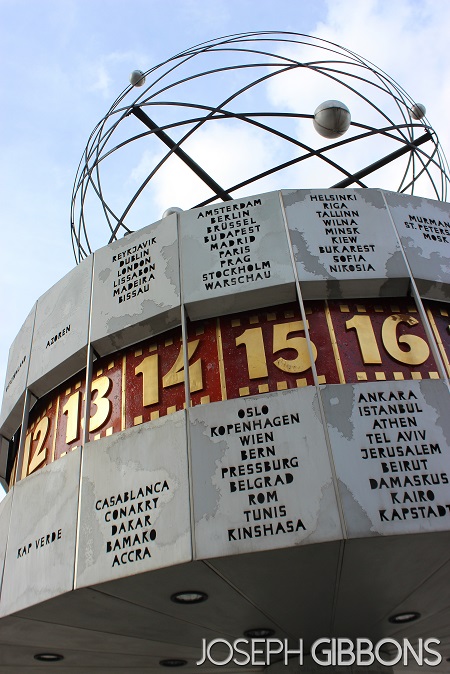 AZOREN
REYKJAVIK
DUBLIN
LONDON
LISSABON
MADEIRA
BISSAU
AMSTERDAM
BERLIN
BRÜSSEL
BUDAPEST
MADRID
PARIS
PRAG
STOCKHOLM
WARSCHAU
HELSINKI
RIGA
TALLINN
WILNA
MINSK
KIEW
BUKAREST
SOFIA
NIKOSIA
MURMAN
ST.PETERS
MOSK
12 13 14 15 16
KAP VERDE
CASABLANCA
CONAKRY
DAKAR
BAMAKO
ACCRA
OSLO
KOPENHAGEN
WIEN
BERN
PRESSBURG
BELGRAD
ROM
TUNIS
KINSHASA
ANKARA
ISTANBUL
ATHEN
TEL AVIV
JERUSALEM
BEIRUT
DAMASKUS
KAIRO
KAPSTADT
JOSEPH GIBBONS